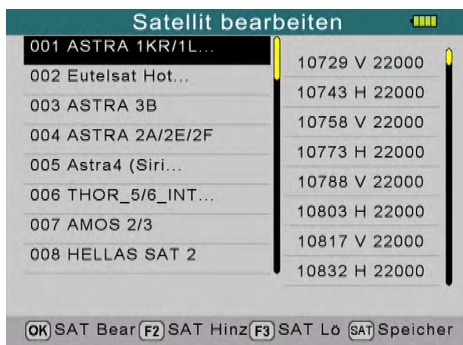 Satellit bearbeiten
001 ASTRA 1KR/1L...
002 Eutelsat Hot...
003 ASTRA 3B
004 ASTRA 2A/2E/2F
005 Astra4 (Siri...
006 THOR_5/6_INT...
007 AMOS 2/3
008 HELLAS SAT 2
10729 V 22000
10743 H 22000
10758 V 22000
10773 H 22000
10788 V 22000
10803 H 22000
10817 V 22000
10832 H 22000
OK SAT Bear F2 SAT Hinz F3 SAT Lö SAT Speicher